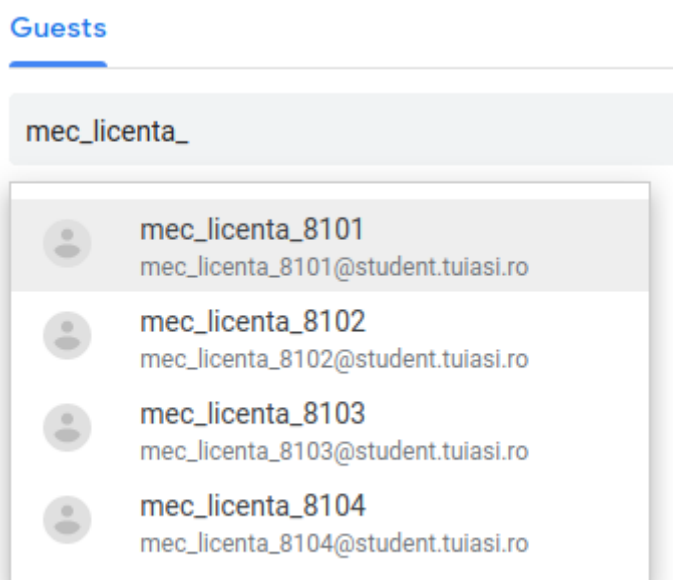 Guests
mec_licenta_
mec_licenta_8101
mec_licenta_8101@student.tuiasi.ro
mec_licenta_8102
mec_licenta_8102@student.tuiasi.ro
mec_licenta_8103
mec_licenta_8103@student.tuiasi.ro
mec_licenta_8104
mec_licenta_8104@student.tuiasi.ro